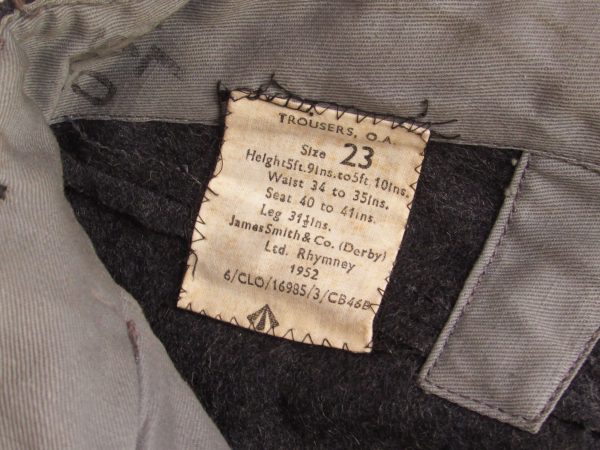 TROUSERS, O.A.
Size 23
Height 5ft. 9ins. to 5ft 10ins.
Waist 34 to 35ins.
Seat 40 to 41ins.
Leg 31½ins.
James Smith & Co. (Derby)
Ltd. Rhymney
1952
6/CLO/16985/3/CB46B